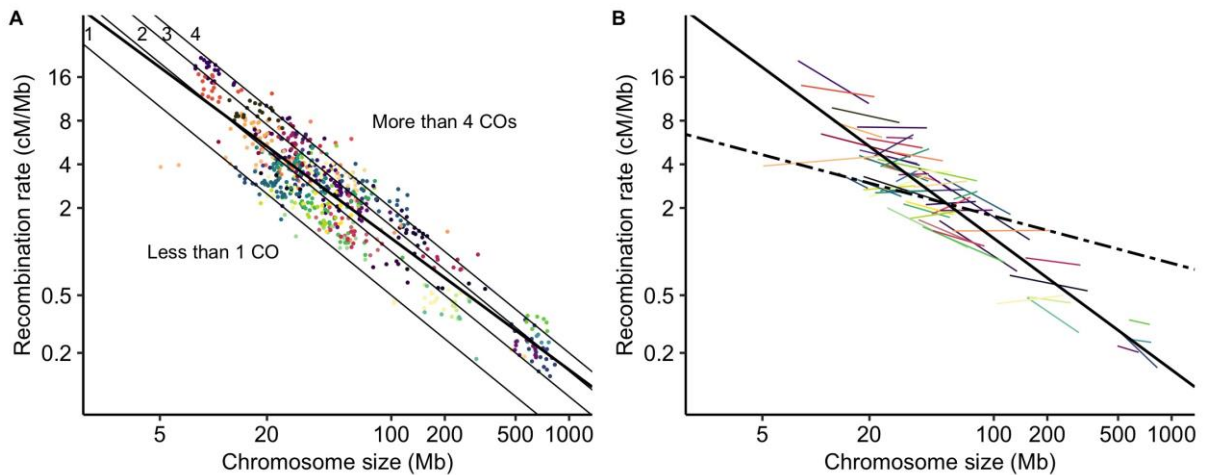 A
1 2 3 4
16
8
4
2
0.5
0.2
Recombination rate (cM/Mb)
More than 4 COs
Less than 1 CO
5 20 100 200 500 1000
Chromosome size (Mb)
B
16
8
4
2
0.5
0.2
Recombination rate (cM/Mb)
5 20 100 200 500 1000
Chromosome size (Mb)